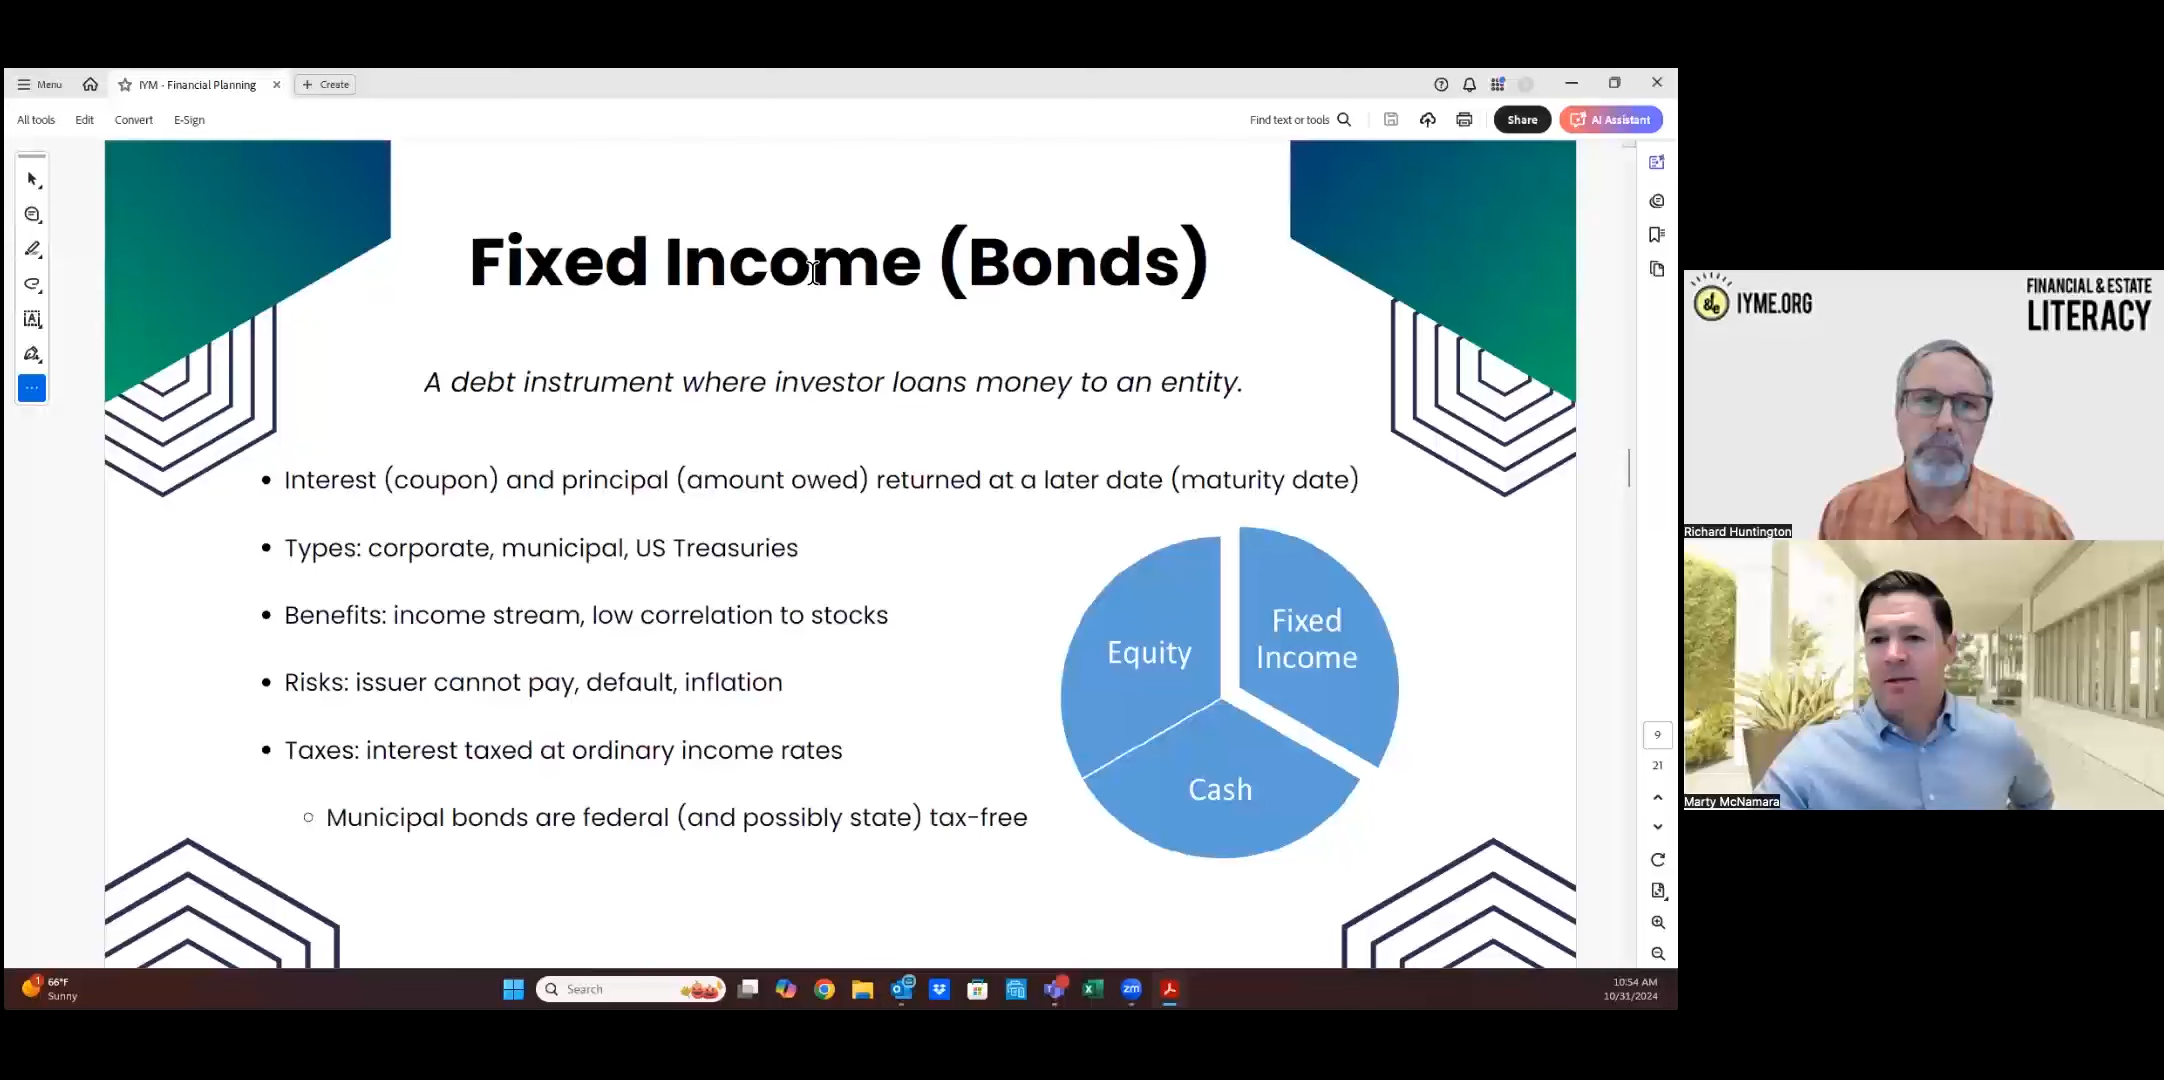 Menu
IYM - Financial Planning
Create
All tools
Edit
Convert
E-Sign
Find text or tools
Share
AI Assistant
Fixed Income (Bonds)
A debt instrument where investor loans money to an entity.
Interest (coupon) and principal (amount owed) returned at a later date (maturity date)
Types: corporate, municipal, US Treasuries
Benefits: income stream, low correlation to stocks
Risks: issuer cannot pay, default, inflation
Taxes: interest taxed at ordinary income rates
Municipal bonds are federal (and possibly state) tax-free
Equity
Fixed
Income
Cash
9
21
IYME.ORG
FINANCIAL & ESTATE
LITERACY
Richard Huntington
Marty McNamara
1
66°F
Sunny
Search
zm
10:54 AM
10/31/2024